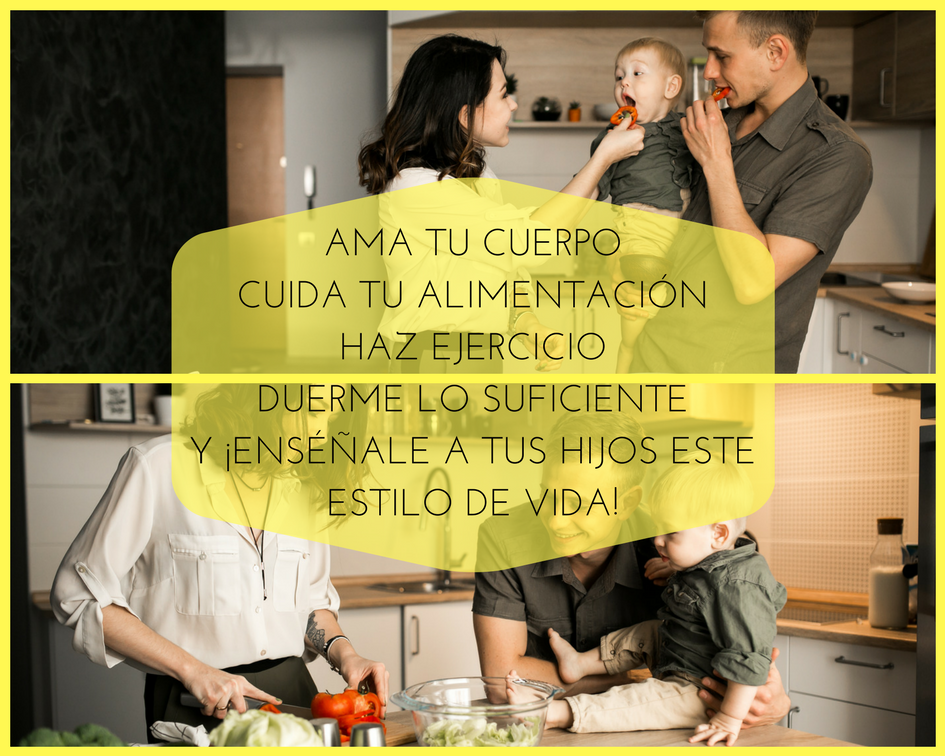 AMA TU CUERPO
CUIDA TU ALIMENTACIÓN
HAZ EJERCICIO
DUERME LO SUFICIENTE
Y ¡ENSÉÑALE A TUS HIJOS ESTE
ESTILO DE VIDA!